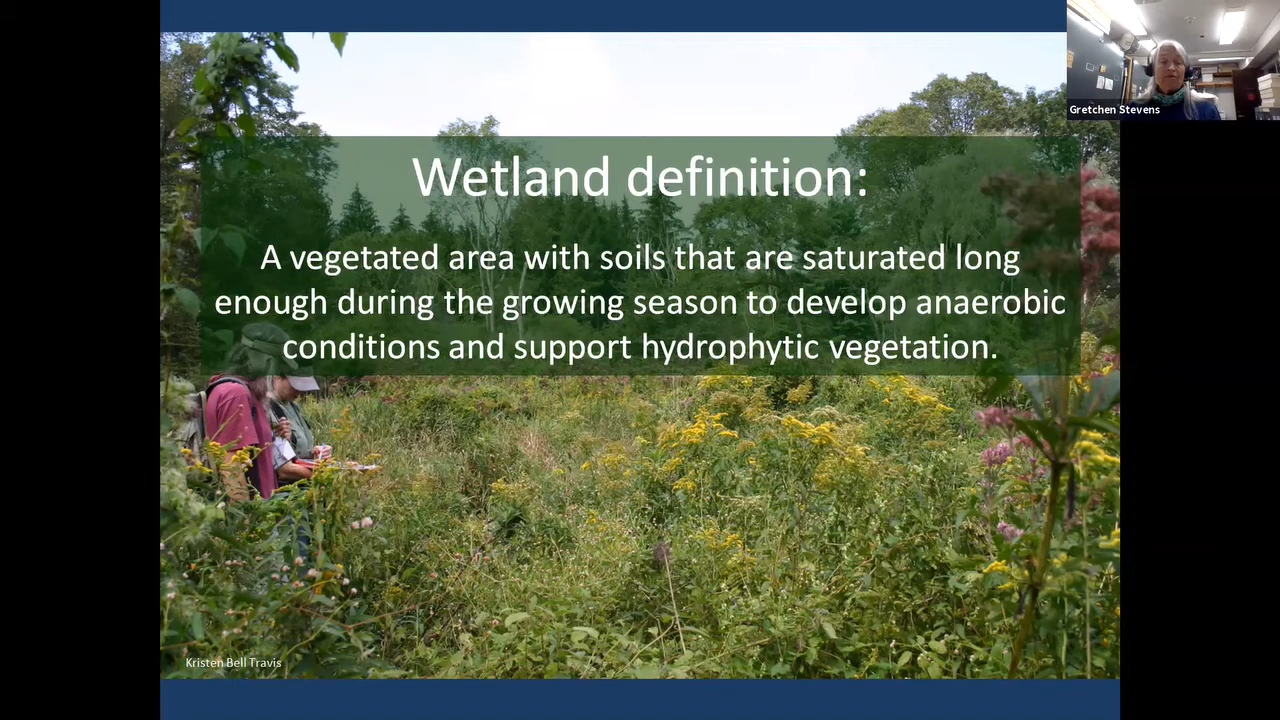 Gretchen Stevens
Wetland definition:
A vegetated area with soils that are saturated long
enough during the growing season to develop anaerobic
conditions and support hydrophytic vegetation.
Kristen Bell Travis